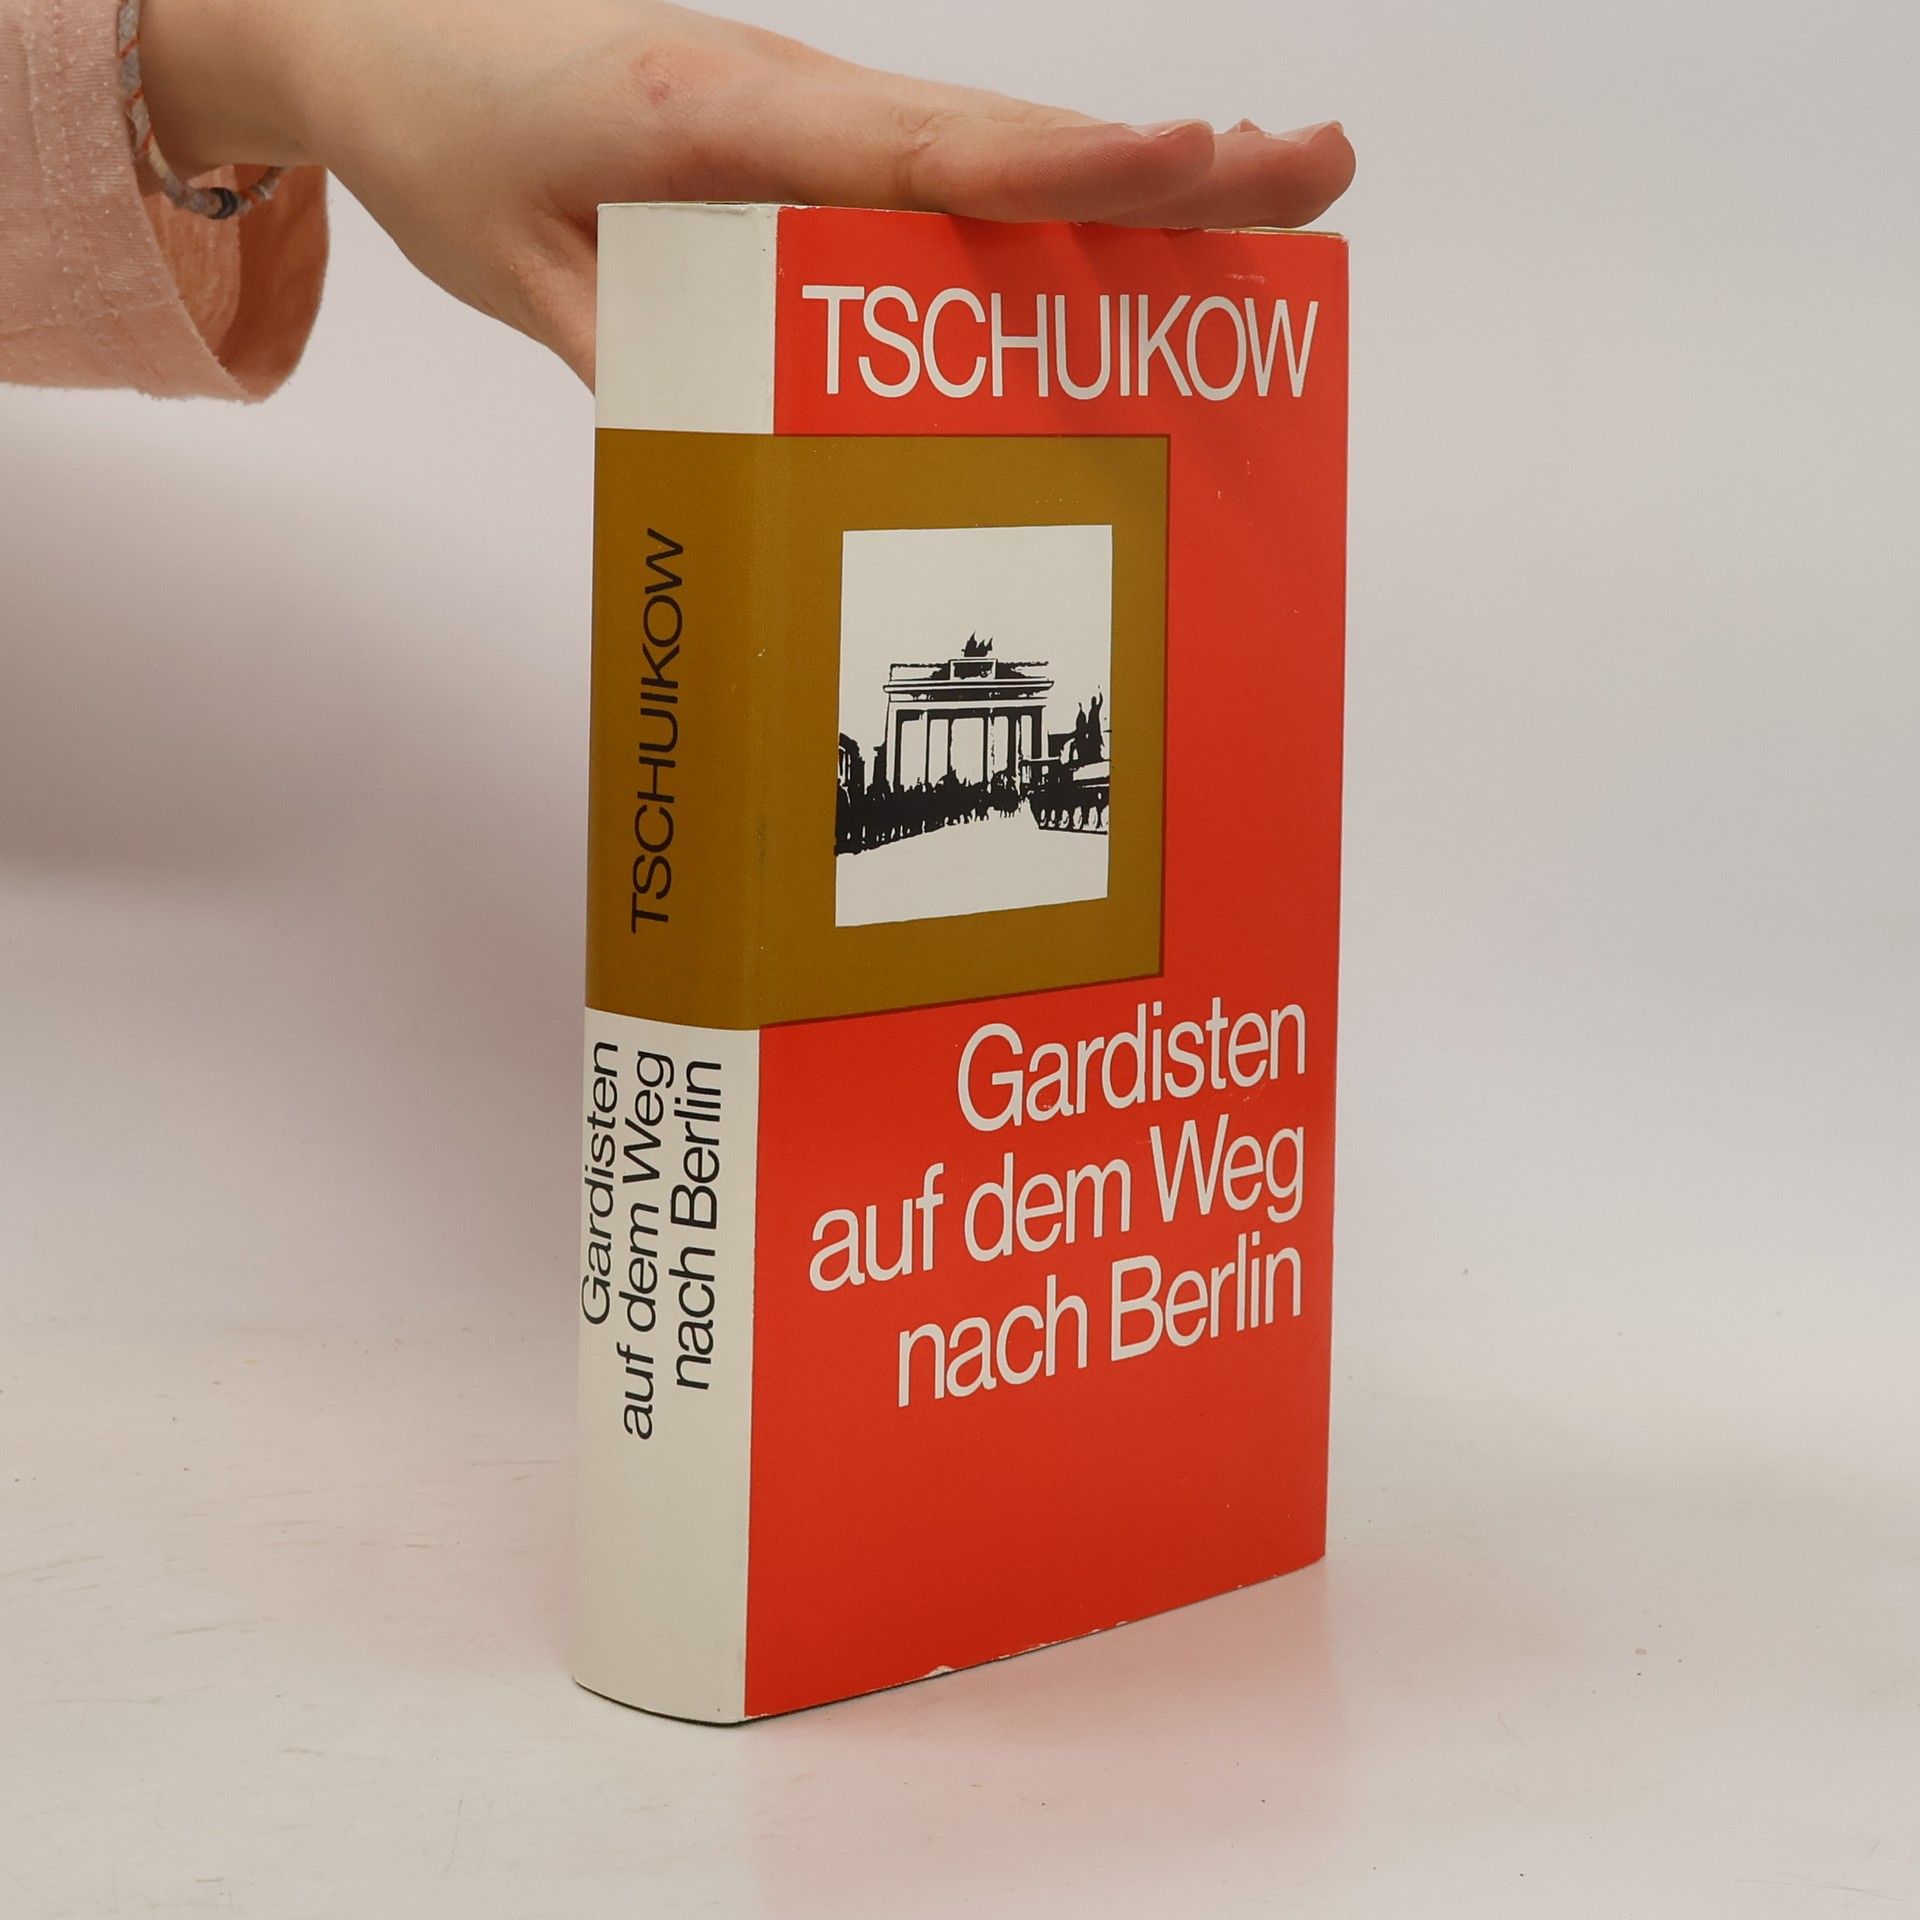 TSCHUIKOW
Gardisten
auf dem Weg
nach Berlin
TSCHUIKOW
Gardisten
auf dem Weg
nach Berlin